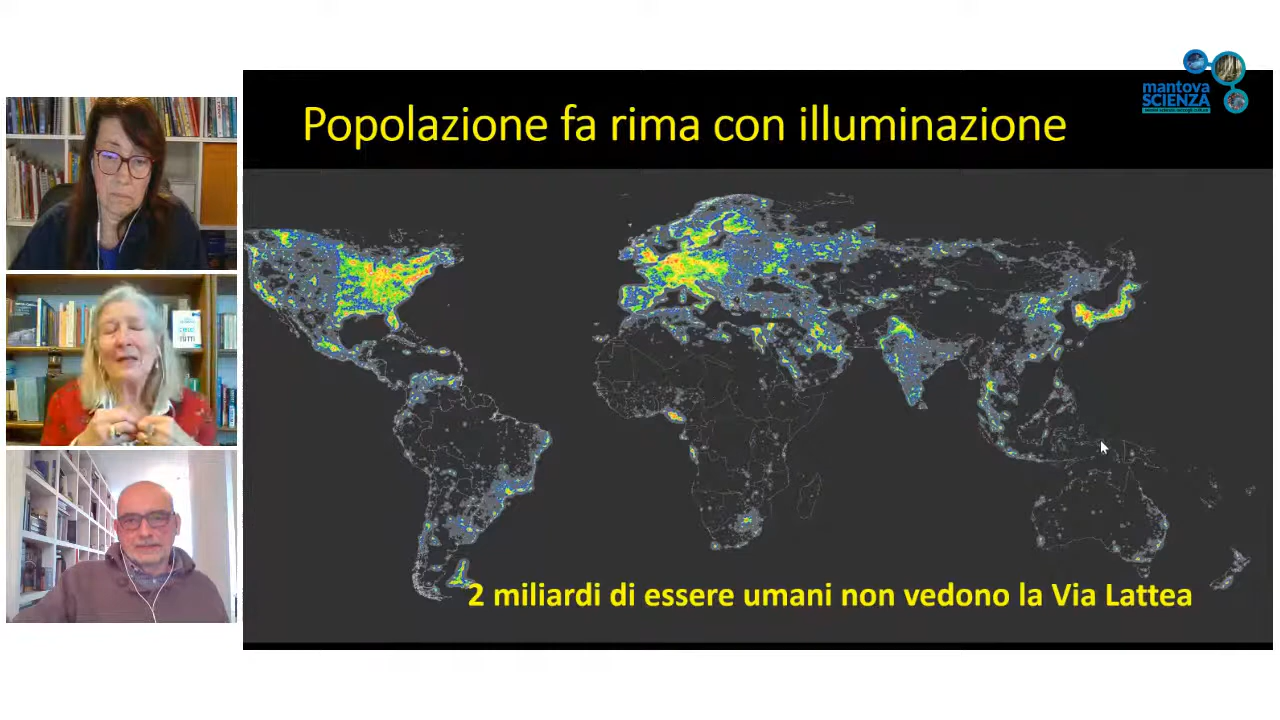 Popolazione fa rima con illuminazione
mantova
SCIENZA
2 miliardi di essere umani non vedono la Via Lattea